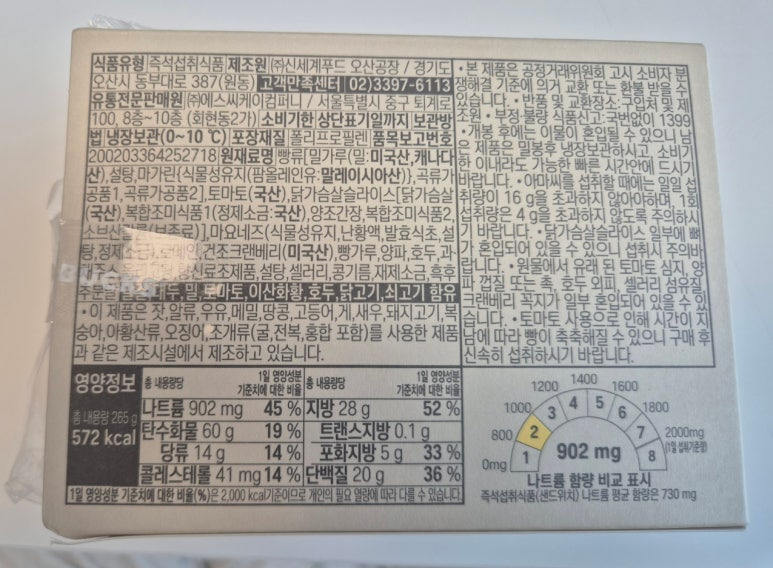 식품유형 즉석섭취식품 제조원 ㈜신세계푸드 오산공장 / 경기도
오산시 동부대로 387(원동) 고객만족센터 02)3397-6113
유통전문판매원 ㈜에스씨케이컴퍼니 / 서울특별시 중구 퇴계로
100, 8층~10층 (회현동2가) 소비기한 상단표기일까지 보관방
법 냉장보관(0~10 ℃) 포장재질 폴리프로필렌 품목보고번호
200203364252718 원재료명 빵류[밀가루(밀:미국산,캐나다
산),설탕,마가린{식물성유지(팜올레인유:말레이시아산)},곡류가
공품1,곡류가공품2],토마토(국산),닭가슴살슬라이스[닭가슴살
(국산),복합조미식품1(정제소금:국산),양조간장,복합조미식품2,
마요네즈(식물성유지,난황액,발효식초,설
탕,정제소금),로메인,건조크랜베리(미국산),빵가루,양파,호두,과
설탕,셀러리,콩기름,재제소금,흑후
대두,밀,토마토,이산화황,호두,닭고기,쇠고기 함유
• 이 제품은 잣,알류,우유,메밀,땅콩,고등어,게,새우,돼지고기,복
숭아,아황산류,오징어,조개류(굴,전복,홍합 포함)를 사용한 제품
과 같은 제조시설에서 제조하고 있습니다.
• 본 제품은 공정거래위원회 고시 소비자 분
쟁해결 기준에 의거 교환 또는 환불 받을 수
있습니다. • 반품 및 교환장소:구입처 및 제
조원 • 부정·불량 식품신고:국번없이 1399
• 개봉 후에는 이물이 혼입될 수 있으니 남
은 제품은 밀봉후 냉장보관하시고, 소비기
한 이내라도 가능한 빠른 시간안에 드시기
바랍니다. • 아마씨를 섭취할 때에는 일일 섭
취량이 16 g을 초과하지 않아야하며, 1회
섭취량은 4 g을 초과하지 않도록 주의하시
기 바랍니다. • 닭가슴살슬라이스 일부에 뼈
가 혼입되어 있을 수 있으니 섭취시 주의바
랍니다. • 원물에서 유래 된 토마토 심지, 양
파 껍질 또는 촉, 호두 외피, 셀러리 섬유질,
크랜베리 꼭지가 일부 혼입되어 있을 수 있
습니다. • 토마토 사용으로 인해 시간이 지
남에 따라 빵이 축축해질 수 있으니 구매 후
신속히 섭취하시기 바랍니다.
영양정보
총 내용량 265 g
572 kcal
총 내용량당 1일 영양성분 기준치에 대한 비율 총 내용량당 1일 영양성분 기준치에 대한 비율
나트륨 902 mg 45 % 지방 28 g 52 %
탄수화물 60 g 19 % 트랜스지방 0.1 g
당류 14 g 14 % 포화지방 5 g 33 %
콜레스테롤 41 mg 14 % 단백질 20 g 36 %
1일 영양성분 기준치에 대한 비율(%)은 2,000 kcal기준이므로 개인의 필요 열량에 따라 다를 수 있습니다.
0mg 800 1000 1200 1400 1600 1800 2000mg
(1일 섭취기준량)
1 2 3 4 5 6 7 8
902 mg
나트륨 함량 비교 표시
즉석섭취식품(샌드위치) 나트륨 평균 함량은 730 mg